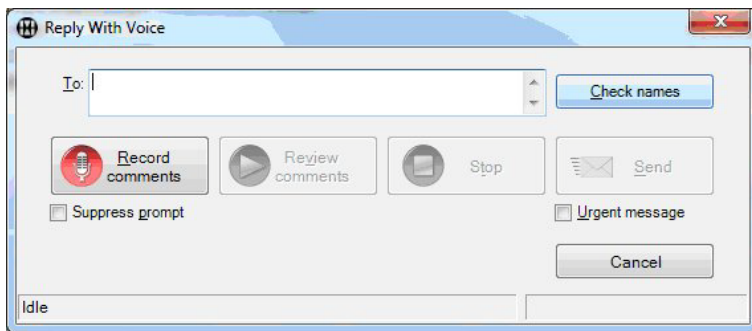 Reply With Voice
To:
Check names
Record
comments
Review
comments
Stop
Send
Suppress prompt
Urgent message
Cancel
Idle